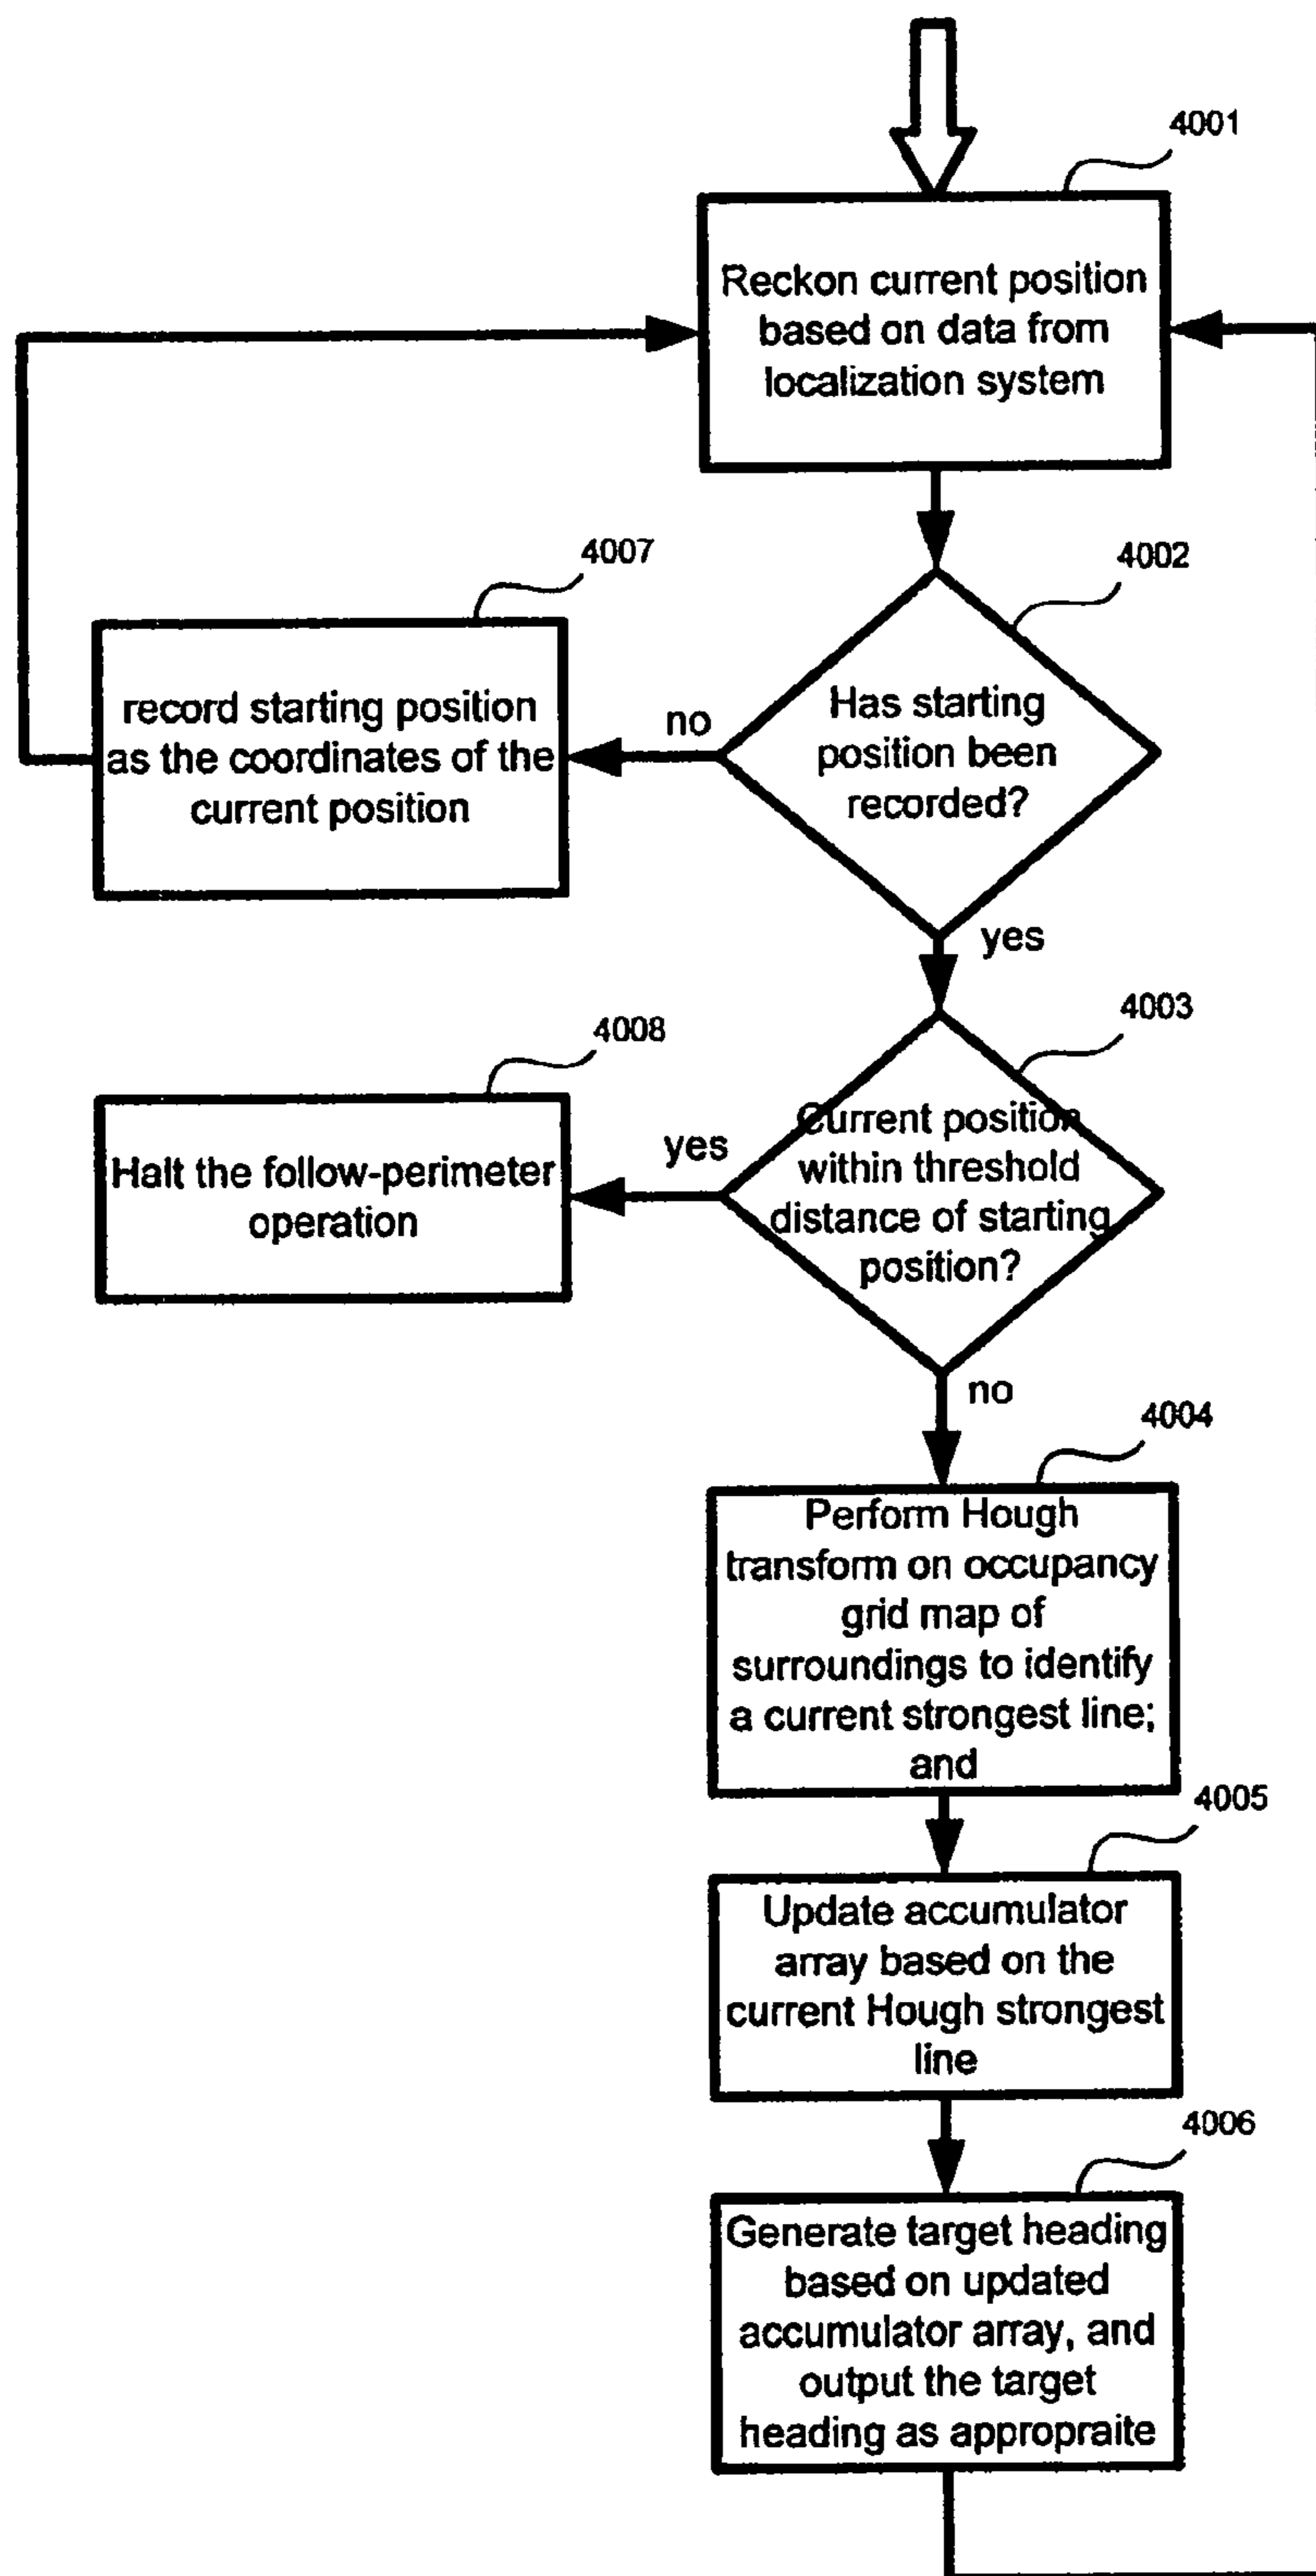 4001
Reckon current position
based on data from
localization system
4007
4002
record starting position
as the coordinates of the
current position
no
Has starting
position been
recorded?
yes
4008
4003
Halt the follow-perimeter
operation
yes
Current position
within threshold
distance of starting
position?
no
4004
Perform Hough
transform on occupancy
grid map of
surroundings to identify
a current strongest line;
and
4005
Update accumulator
array based on the
current Hough strongest
line
4006
Generate target heading
based on updated
accumulator array, and
output the target
heading as appropraite